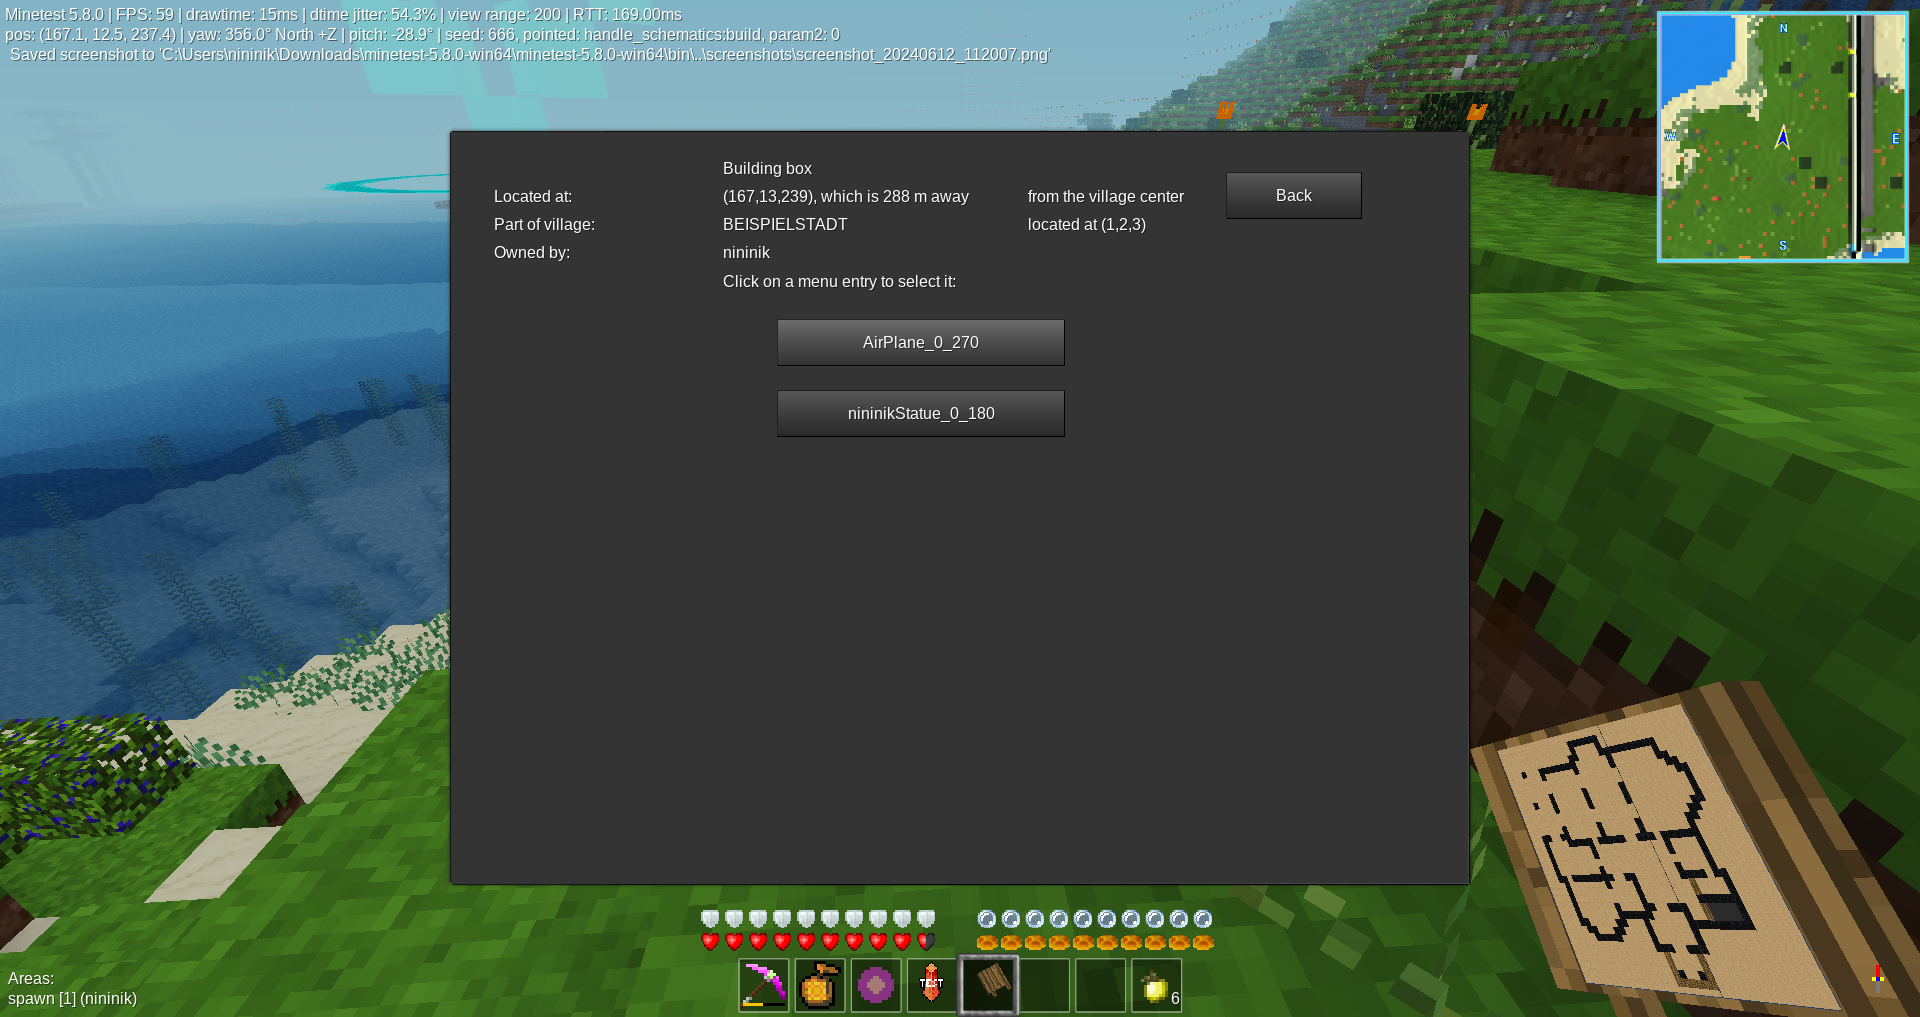 Minetest 5.8.0 | FPS: 59 | drawtime: 15ms | dtime jitter: 54.3% | view range: 200 | RTT: 169.00ms
pos: (167.1, 12.5, 237.4) | yaw: 356.0° North +Z | pitch: -28.9° | seed: 666, pointed: handle_schematics:build, param2: 0
Saved screenshot to 'C:\Users\nininik\Downloads\minetest-5.8.0-win64\minetest-5.8.0-win64\bin\..\screenshots\screenshot_20240612_112007.png'
N
W
E
S
Building box
Located at: (167,13,239), which is 288 m away from the village center
Back
Part of village: BEISPIELSTADT located at (1,2,3)
Owned by: nininik
Click on a menu entry to select it:
AirPlane_0_270
nininikStatue_0_180
TEST
6
Areas:
spawn [1] (nininik)